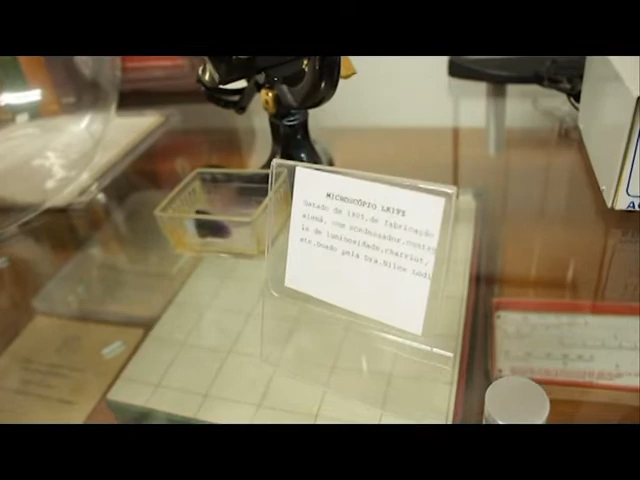 MICROSCÓPIO LEITZ
Datado de 1905, de fabricação
alemã, com condensador, contro
le de luminosidade, charriot,
etc. Doado pela Dra. Nilse